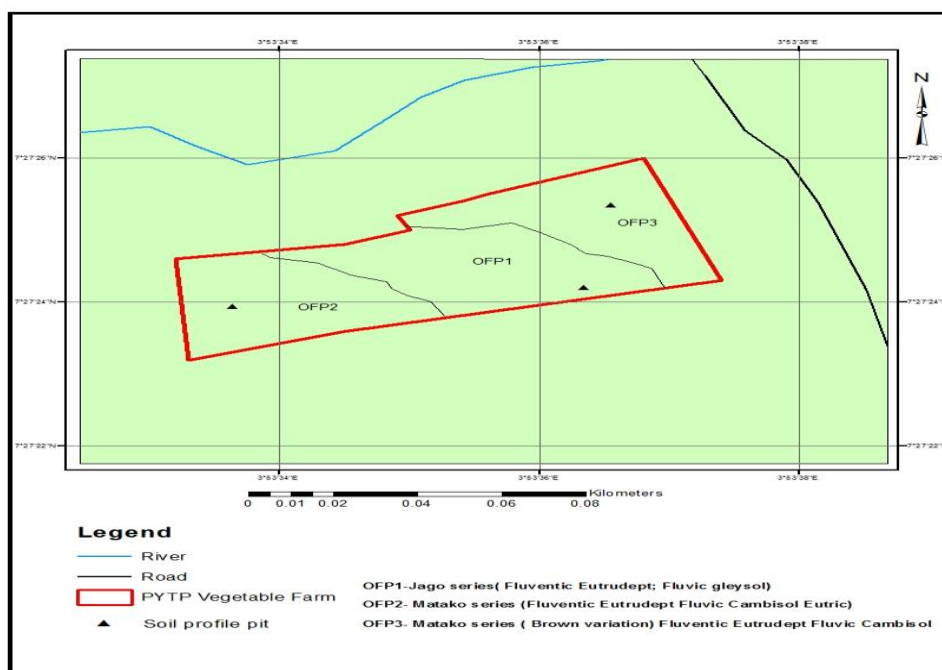 3°53'34"E 3°53'36"E 3°53'38"E
N
7°27'26"N 7°27'26"N
OFP3
OFP1
7°27'24"N 7°27'24"N
OFP2
7°27'22"N 7°27'22"N
3°53'34"E 3°53'36"E 3°53'38"E
Kilometers
0 0.01 0.02 0.04 0.06 0.08
Legend
River
Road
PYTP Vegetable Farm
Soil profile pit
OFP1-Jago series( Fluventic Eutrudept; Fluvic gleysol)
OFP2- Matako series (Fluventic Eutrudept Fluvic Cambisol Eutric)
OFP3- Matako series ( Brown variation) Fluventic Eutrudept Fluvic Cambisol